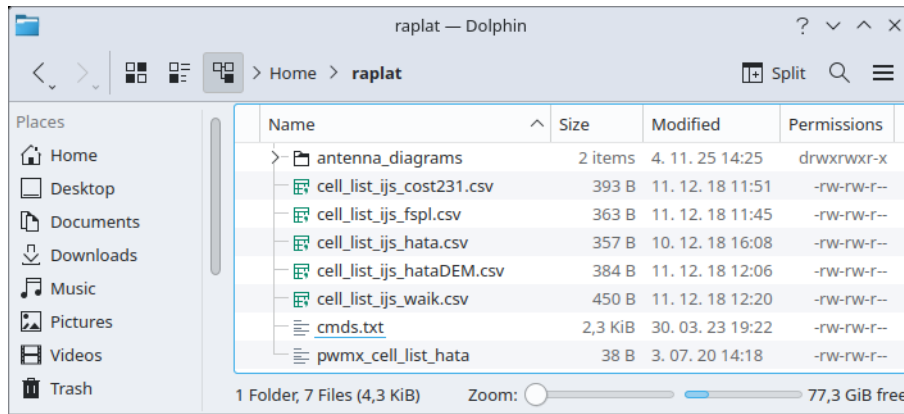 raplat — Dolphin
Home > raplat Split
Places
Home
Desktop
Documents
Downloads
Music
Pictures
Videos
Trash
Name Size Modified Permissions
antenna_diagrams 2 items 4. 11. 25 14:25 drwxrwxr-x
cell_list_ijs_cost231.csv 393 B 11. 12. 18 11:51 -rw-rw-r--
cell_list_ijs_fspl.csv 363 B 11. 12. 18 11:45 -rw-rw-r--
cell_list_ijs_hata.csv 357 B 10. 12. 18 16:08 -rw-rw-r--
cell_list_ijs_hataDEM.csv 384 B 11. 12. 18 12:06 -rw-rw-r--
cell_list_ijs_waik.csv 450 B 11. 12. 18 12:20 -rw-rw-r--
cmds.txt 2,3 KiB 30. 03. 23 19:22 -rw-rw-r--
pwmx_cell_list_hata 38 B 3. 07. 20 14:18 -rw-rw-r--
1 Folder, 7 Files (4,3 KiB) Zoom: 77,3 GiB free